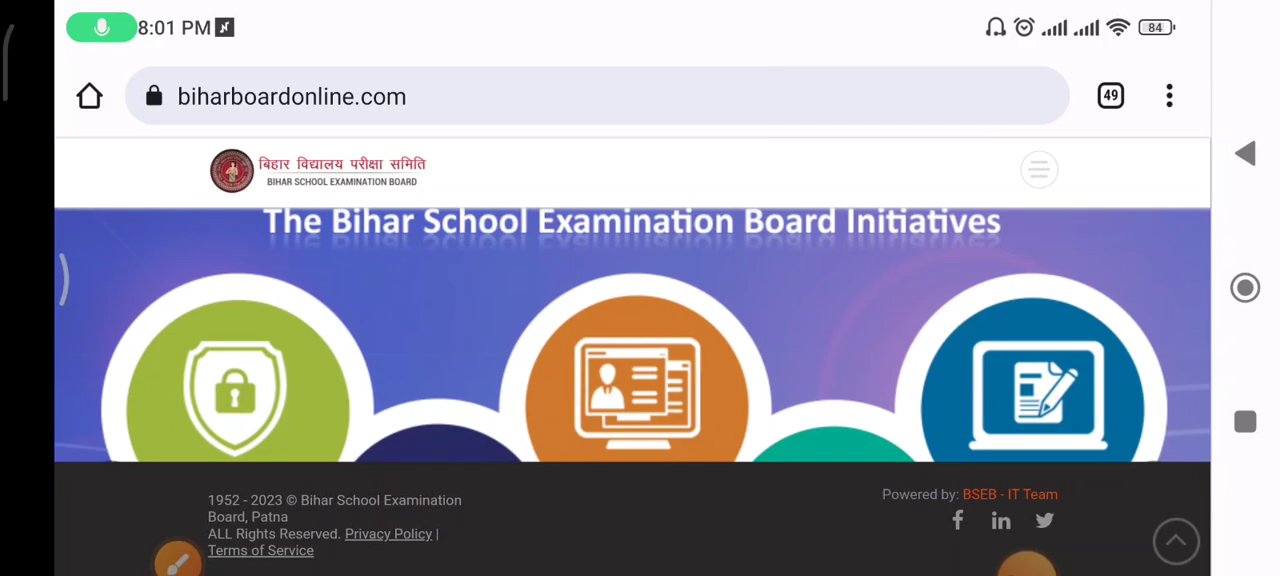 8:01 PM
84
biharboardonline.com
49
बिहार विद्यालय परीक्षा समिति
BIHAR SCHOOL EXAMINATION BOARD
The Bihar School Examination Board Initiatives
1952 - 2023 © Bihar School Examination
Board, Patna
ALL Rights Reserved. Privacy Policy |
Terms of Service
Powered by: BSEB - IT Team